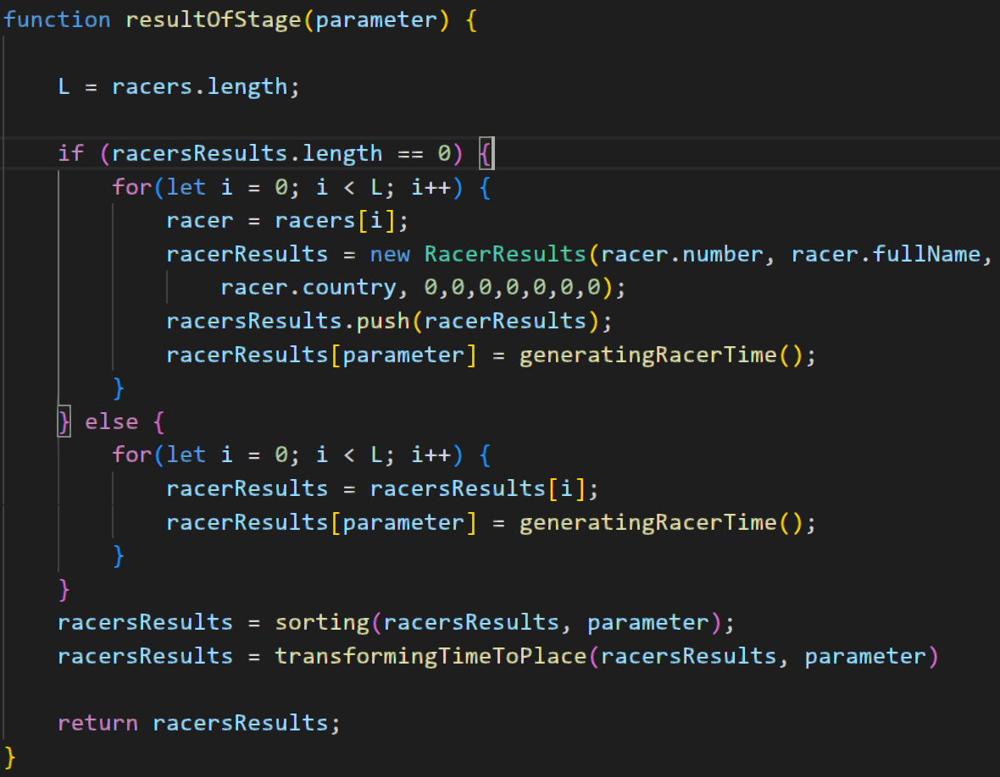 function resultOfStage(parameter) {
L = racers.length;
if (racersResults.length == 0) {
for(let i = 0; i < L; i++) {
racer = racers[i];
racerResults = new RacerResults(racer.number, racer.fullName,
racer.country, 0,0,0,0,0,0,0);
racersResults.push(racerResults);
racerResults[parameter] = generatingRacerTime();
}
} else {
for(let i = 0; i < L; i++) {
racerResults = racersResults[i];
racerResults[parameter] = generatingRacerTime();
}
}
racersResults = sorting(racersResults, parameter);
racersResults = transformingTimeToPlace(racersResults, parameter)
return racersResults;
}